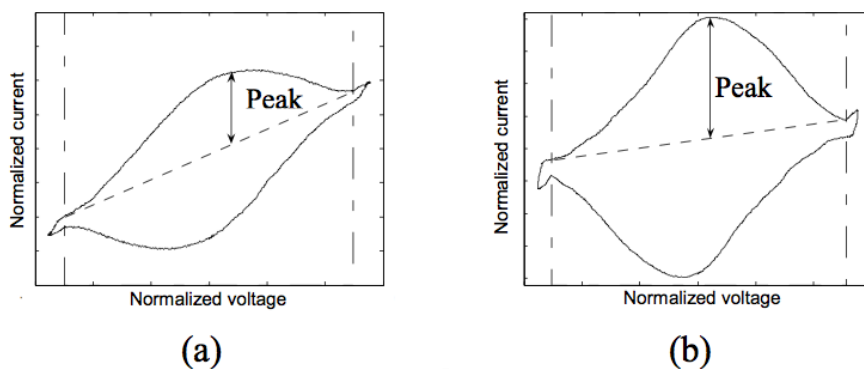 Normalized current
Peak
Normalized voltage
(a)
Normalized current
Peak
Normalized voltage
(b)